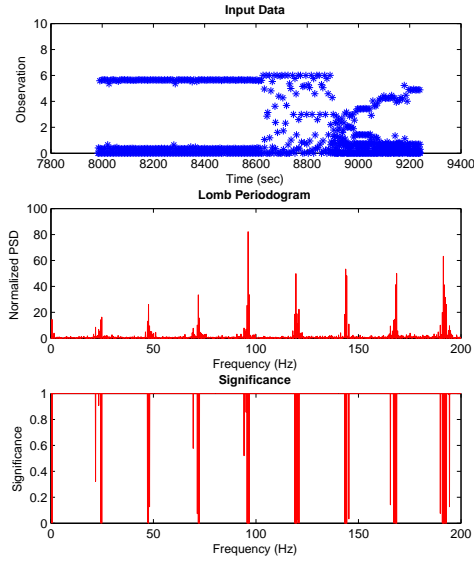 Input Data
10
8
6
4
2
0
Observation
7800 8000 8200 8400 8600 8800 9000 9200 9400
Time (sec)
Lomb Periodogram
100
80
60
40
20
0
Normalized PSD
0 50 100 150 200
Frequency (Hz)
Significance
1
0.8
0.6
0.4
0.2
0
Significance
0 50 100 150 200
Frequency (Hz)